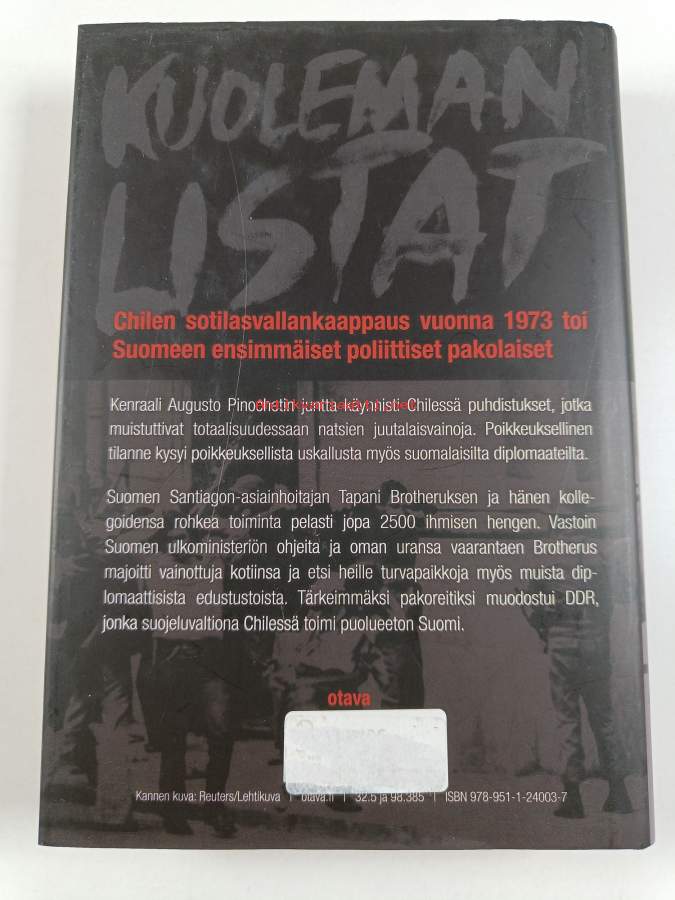 KUOLEMAN
LISTAT
Chilen sotilasvallankaappaus vuonna 1973 toi
Suomeen ensimmäiset poliittiset pakolaiset
Kenraali Augusto Pinochetin juntta käynnisti Chilessä puhdistukset, jotka
muistuttivat totaalisuudessaan natsien juutalaisvainoja. Poikkeuksellinen
tilanne kysyi poikkeuksellista uskallusta myös suomalaisilta diplomaateilta.
Suomen Santiagon-asiainhoitajan Tapani Brotheruksen ja hänen kolle-
goidensa rohkea toiminta pelasti jopa 2500 ihmisen hengen. Vastoin
Suomen ulkoministeriön ohjeita ja oman uransa vaarantaen Brotherus
majoitti vainottuja kotiinsa ja etsi heille turvapaikkoja myös muista dip-
lomaattisista edustustoista. Tärkeimmäksi pakoreitiksi muodostui DDR,
jonka suojeluvaltiona Chilessä toimi puolueeton Suomi.
otava
Kannen kuva: Reuters/Lehtikuva | otava.fi | 32.5 ja 98.385 | ISBN 978-951-1-24003-7